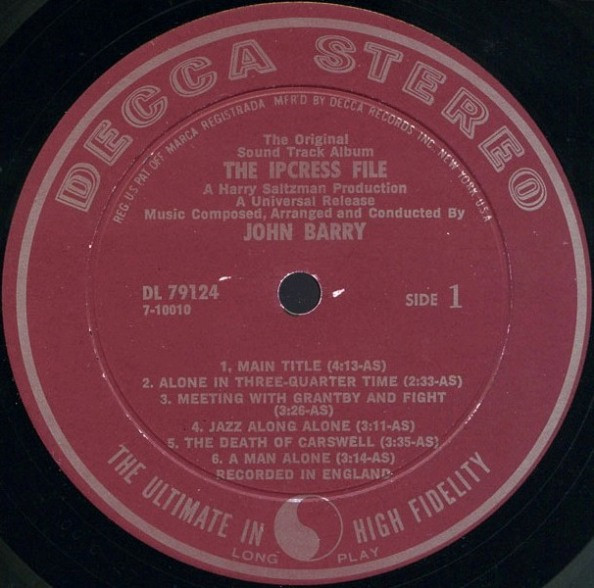 DECCA STEREO
REG. U.S. PAT. OFF. MARCA REGISTRADA MFR'D BY DECCA RECORDS INC. NEW YORK, U.S.A.
The Original
Sound Track Album
THE IPCRESS FILE
A Harry Saltzman Production
A Universal Release
Music Composed, Arranged and Conducted By
JOHN BARRY
DL 79124
7-10010
SIDE 1
1. MAIN TITLE (4:13-AS)
2. ALONE IN THREE-QUARTER TIME (2:33-AS)
3. MEETING WITH GRANTBY AND FIGHT
(3:26-AS)
4. JAZZ ALONG ALONE (3:11-AS)
5. THE DEATH OF CARSWELL (3:35-AS)
6. A MAN ALONE (3:14-AS)
RECORDED IN ENGLAND
THE ULTIMATE IN HIGH FIDELITY
LONG PLAY